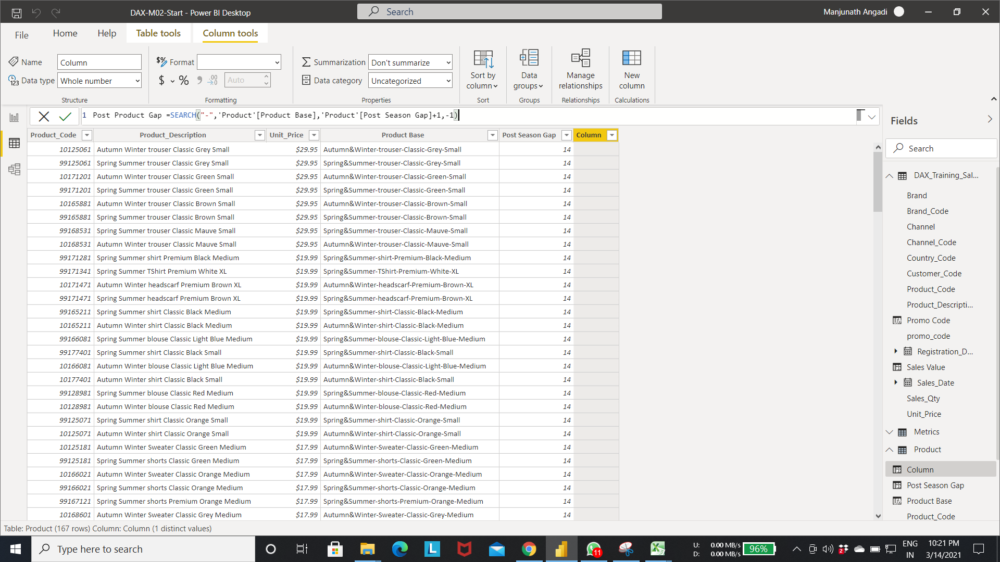 DAX-M02-Start - Power BI Desktop
Search
Manjunath Angadi
File
Home
Help
Table tools
Column tools
Name
Column
Data type
Whole number
Structure
$% Format
$ %
Auto
Formatting
Summarization
Don't summarize
Data category
Uncategorized
Properties
Sort by
column
Sort
Data
groups
Groups
Manage
relationships
Relationships
New
column
Calculations
1 Post Product Gap =SEARCH("-",'Product'[Product Base],'Product'[Post Season Gap]+1,-1)
Product_Code Product_Description Unit_Price Product Base Post Season Gap Column
10125061 Autumn Winter trouser Classic Grey Small $29.95 Autumn&Winter-trouser-Classic-Grey-Small 14
99125061 Spring Summer trouser Classic Grey Small $29.95 Spring&Summer-trouser-Classic-Grey-Small 14
10171201 Autumn Winter trouser Classic Green Small $29.95 Autumn&Winter-trouser-Classic-Green-Small 14
99171201 Spring Summer trouser Classic Green Small $29.95 Spring&Summer-trouser-Classic-Green-Small 14
10165881 Autumn Winter trouser Classic Brown Small $29.95 Autumn&Winter-trouser-Classic-Brown-Small 14
99165881 Spring Summer trouser Classic Brown Small $29.95 Spring&Summer-trouser-Classic-Brown-Small 14
99168531 Spring Summer trouser Classic Mauve Small $29.95 Spring&Summer-trouser-Classic-Mauve-Small 14
10168531 Autumn Winter trouser Classic Mauve Small $29.95 Autumn&Winter-trouser-Classic-Mauve-Small 14
99171281 Spring Summer shirt Premium Black Medium $19.99 Spring&Summer-shirt-Premium-Black-Medium 14
99171341 Spring Summer TShirt Premium White XL $19.99 Spring&Summer-TShirt-Premium-White-XL 14
10171471 Autumn Winter headscarf Premium Brown XL $19.99 Autumn&Winter-headscarf-Premium-Brown-XL 14
99171471 Spring Summer headscarf Premium Brown XL $19.99 Spring&Summer-headscarf-Premium-Brown-XL 14
99165211 Spring Summer shirt Classic Black Medium $19.99 Spring&Summer-shirt-Classic-Black-Medium 14
10165211 Autumn Winter shirt Classic Black Medium $19.99 Autumn&Winter-shirt-Classic-Black-Medium 14
99166081 Spring Summer blouse Classic Light Blue Medium $19.99 Spring&Summer-blouse-Classic-Light-Blue-Medium 14
99177401 Spring Summer shirt Classic Black Small $19.99 Spring&Summer-shirt-Classic-Black-Small 14
10166081 Autumn Winter blouse Classic Light Blue Medium $19.99 Autumn&Winter-blouse-Classic-Light-Blue-Medium 14
10177401 Autumn Winter shirt Classic Black Small $19.99 Autumn&Winter-shirt-Classic-Black-Small 14
99128981 Spring Summer blouse Classic Red Medium $19.99 Spring&Summer-blouse-Classic-Red-Medium 14
10128981 Autumn Winter blouse Classic Red Medium $19.99 Autumn&Winter-blouse-Classic-Red-Medium 14
99125071 Spring Summer shirt Classic Orange Small $19.99 Spring&Summer-shirt-Classic-Orange-Small 14
10125071 Autumn Winter shirt Classic Orange Small $19.99 Autumn&Winter-shirt-Classic-Orange-Small 14
10125181 Autumn Winter Sweater Classic Green Medium $17.99 Autumn&Winter-Sweater-Classic-Green-Medium 14
99125181 Spring Summer shorts Classic Green Medium $17.99 Spring&Summer-shorts-Classic-Green-Medium 14
10166021 Autumn Winter Sweater Classic Orange Medium $17.99 Autumn&Winter-Sweater-Classic-Orange-Medium 14
99166021 Spring Summer shorts Classic Orange Medium $17.99 Spring&Summer-shorts-Classic-Orange-Medium 14
99167121 Spring Summer shorts Premium Orange Medium $17.99 Spring&Summer-shorts-Premium-Orange-Medium 14
10168601 Autumn Winter Sweater Classic Grey Medium $17.99 Autumn&Winter-Sweater-Classic-Grey-Medium 14
Table: Product (167 rows) Column: Column (1 distinct values)
Fields
Search
DAX_Training_Sal...
Brand
Brand_Code
Channel
Channel_Code
Country_Code
Customer_Code
Product_Code
Product_Descripti...
Promo Code
promo_code
Registration_D...
Sales Value
Sales_Date
Sales_Qty
Unit_Price
Metrics
Product
Column
Post Season Gap
Product Base
Product_Code
Type here to search
L
11
U: 0.00 MB/s
D: 0.00 MB/s
96%
2
ENG
IN
10:21 PM
3/14/2021